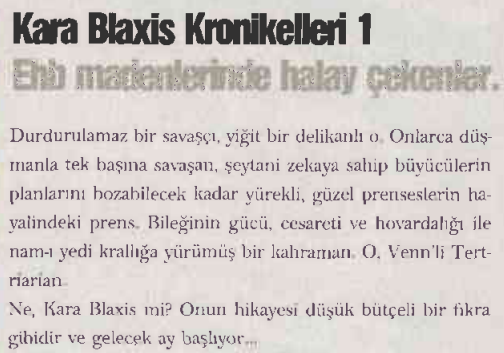 Kara Blaxis Kronikelleri 1
Ehb madenlerinde halay çekenler.
Durdurulamaz bir savaşçı, yiğit bir delikanlı o. Onlarca düş-
manla tek başına savaşan, şeytani zekaya sahip büyücülerin
planlarını bozabilecek kadar yürekli, güzel prenseslerin ha-
yalindeki prens. Bileğinin gücü, cesareti ve hovardalığı ile
nam-ı yedi krallığa yürümüş bir kahraman. O, Venn'li Tert-
riarian.
Ne, Kara Blaxis mi? Onun hikayesi düşük bütçeli bir fıkra
gibidir ve gelecek ay başlıyor...